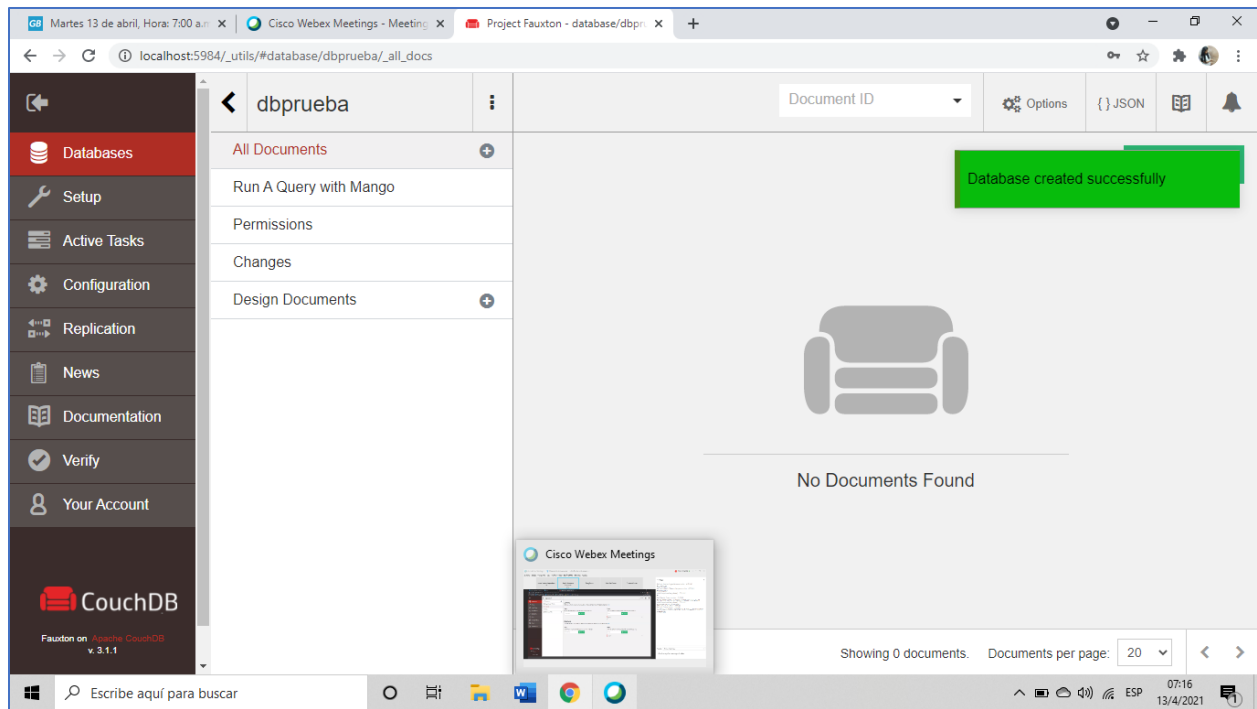 GB Martes 13 de abril, Hora: 7:00 a.m
Cisco Webex Meetings - Meeting
Project Fauxton - database/dbpr
localhost:5984/_utils/#database/dbprueba/_all_docs
dbprueba
Document ID
Options
{ } JSON
Databases
Setup
Active Tasks
Configuration
Replication
News
Documentation
Verify
Your Account
All Documents
Run A Query with Mango
Permissions
Changes
Design Documents
Database created successfully
No Documents Found
Cisco Webex Meetings
CouchDB
Fauxton on Apache CouchDB
v. 3.1.1
Showing 0 documents.
Documents per page: 20
Escribe aquí para buscar
ESP
07:16
13/4/2021
1